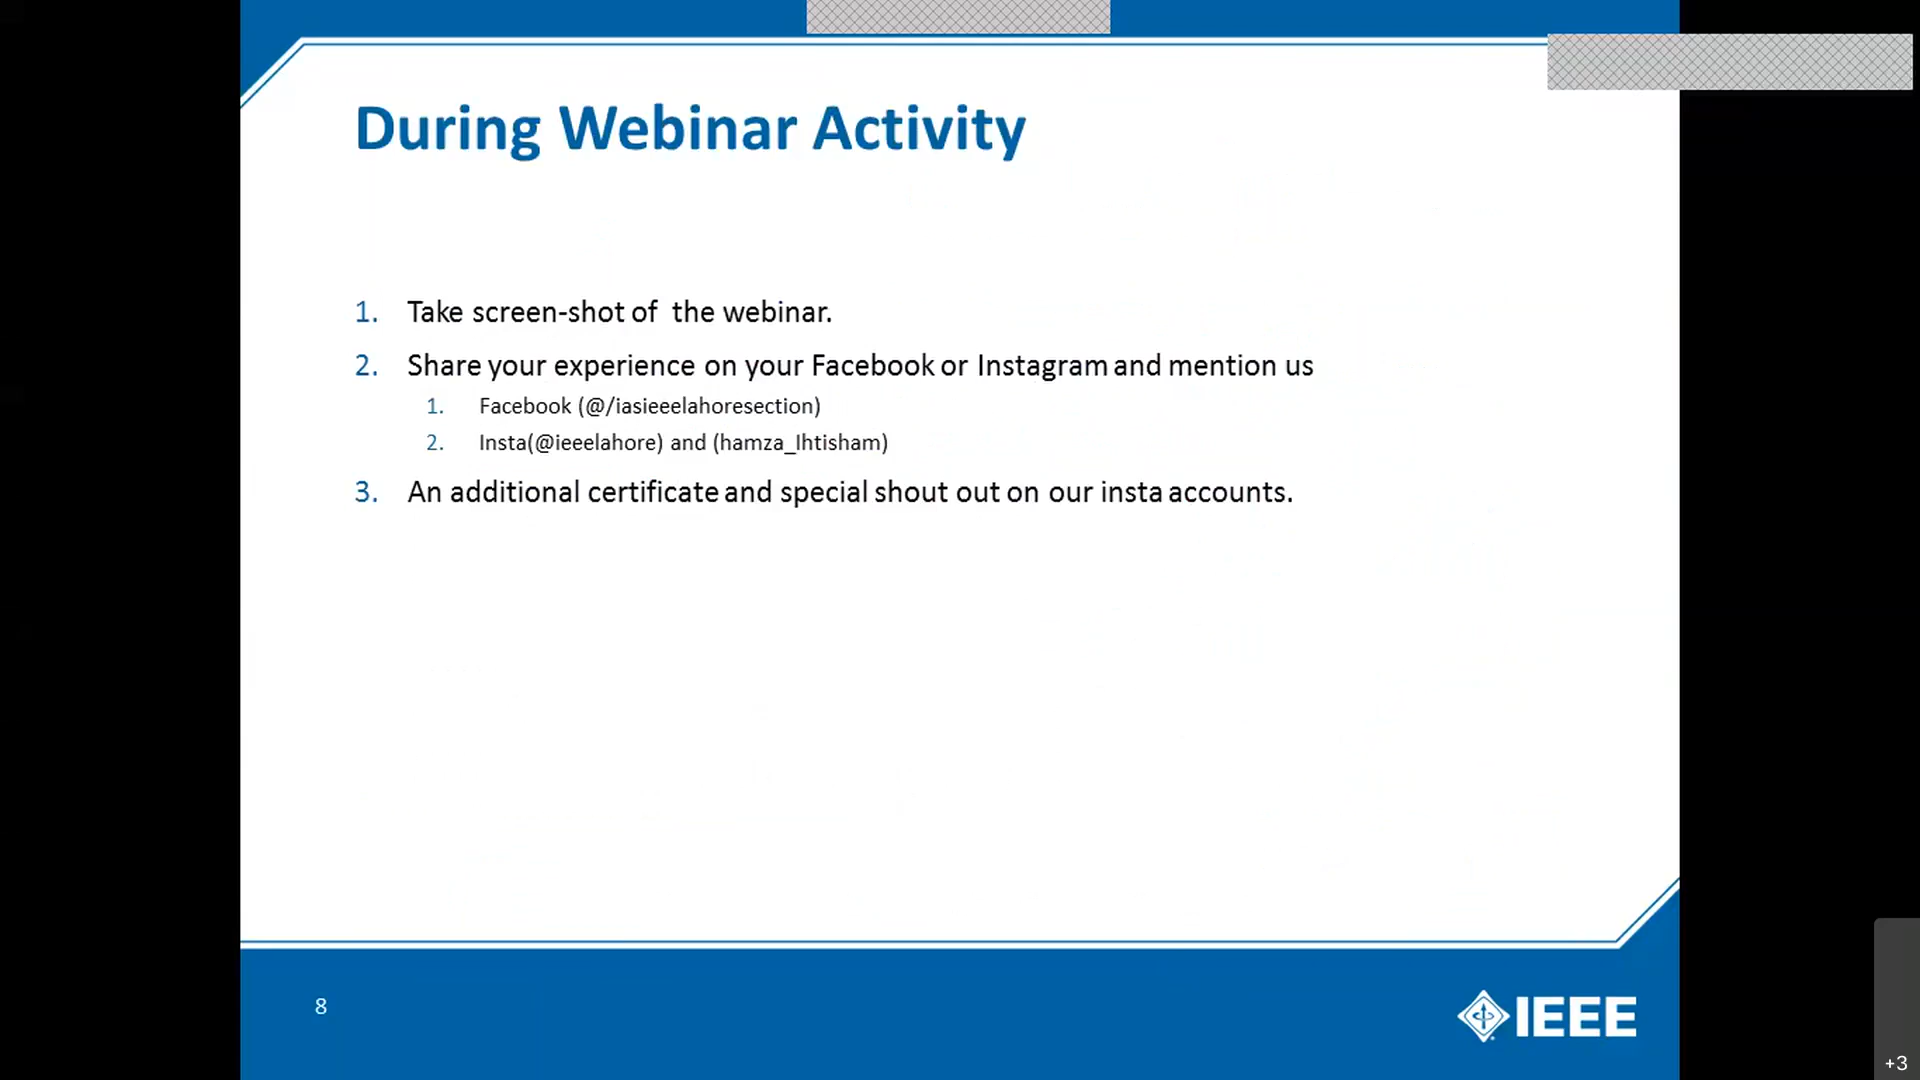 During Webinar Activity
1. Take screen-shot of the webinar.
2. Share your experience on your Facebook or Instagram and mention us
1. Facebook (@/iasieeelahoresection)
2. Insta(@ieeelahore) and (hamza_Ihtisham)
3. An additional certificate and special shout out on our insta accounts.
8
IEEE
+3